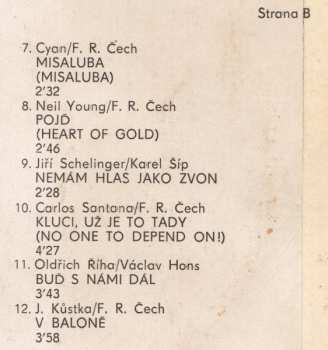 Strana B
7. Cyan/F. R. Čech
MISALUBA
(MISALUBA)
2'32
8. Neil Young/F. R. Čech
POJĎ
(HEART OF GOLD)
2'46
9. Jiří Schelinger/Karel Šíp
NEMÁM HLAS JAKO ZVON
2'28
10. Carlos Santana/F. R. Čech
KLUCI, UŽ JE TO TADY
(NO ONE TO DEPEND ON!)
4'27
11. Oldřich Říha/Václav Hons
BUĎ S NÁMI DÁL
3'43
12. J. Kůstka/F. R. Čech
V BALONĚ
3'58